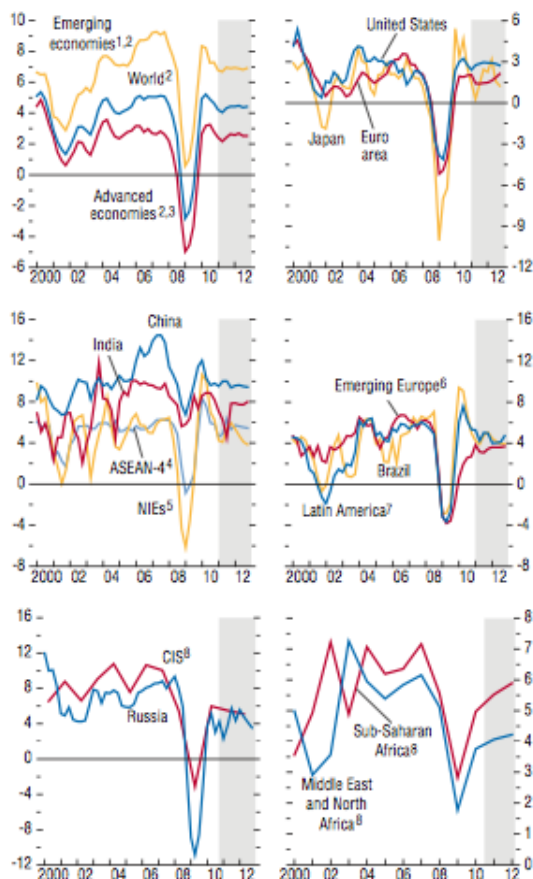 10
8
6
4
2
0
-2
-4
-6
2000 02 04 06 08 10 12
Emerging
economies1,2
World2
Advanced
economies2,3
6
3
0
-3
-6
-9
-12
2000 02 04 06 08 10 12
United States
Japan
Euro
area
16
12
8
4
0
-4
-8
2000 02 04 06 08 10 12
China
India
ASEAN-4 4
NIEs5
16
12
8
4
0
-4
-8
2000 02 04 06 08 10 12
Emerging Europe6
Brazil
Latin America7
16
12
8
4
0
-4
-8
-12
2000 02 04 06 08 10 12
CIS8
Russia
8
7
6
5
4
3
2
1
0
2000 02 04 06 08 10 12
Sub-Saharan
Africa8
Middle East
and North
Africa8